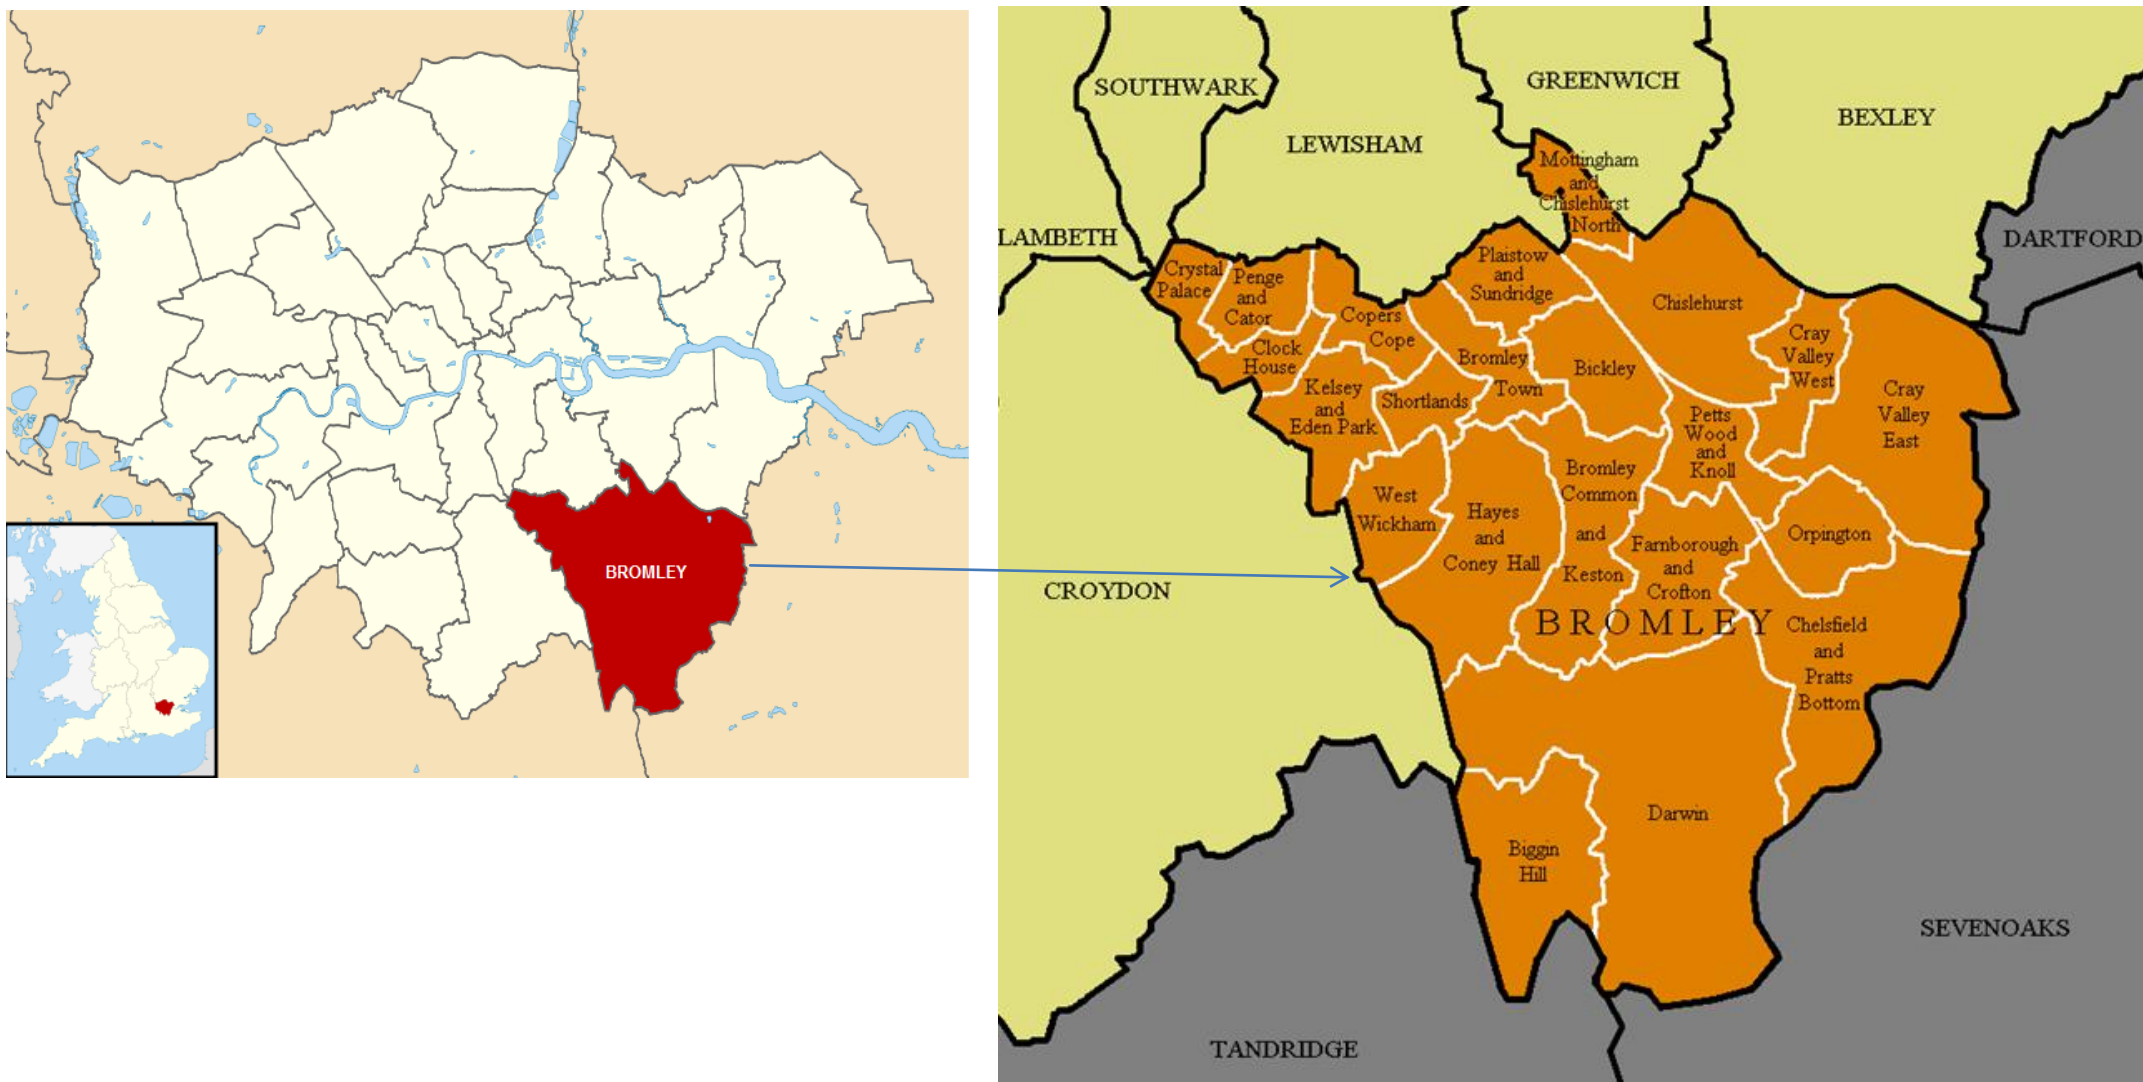 BROMLEY
SOUTHWARK
GREENWICH
BEXLEY
LEWISHAM
LAMBETH
DARTFORD
Mottingham
and
Chislehurst
North
Crystal
Palace
Penge
and
Cator
Plaistow
and
Sundridge
Chislehurst
Copers
Cope
Clock
House
Bromley
Town
Bickley
Cray
Valley
West
Cray
Valley
East
Kelsey
and
Eden Park
Shortlands
Petts
Wood
and
Knoll
West
Wickham
Hayes
and
Coney Hall
Bromley
Common
and
Keston
Farnborough
and
Crofton
Orpington
CROYDON
BROMLEY
Chelsfield
and
Pratts
Bottom
Darwin
Biggin
Hill
SEVENOAKS
TANDRIDGE